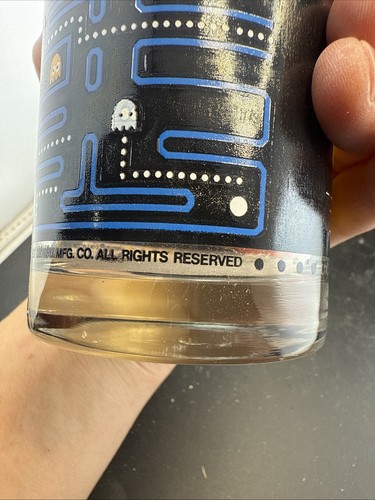 MFG. CO. ALL RIGHTS RESERVED